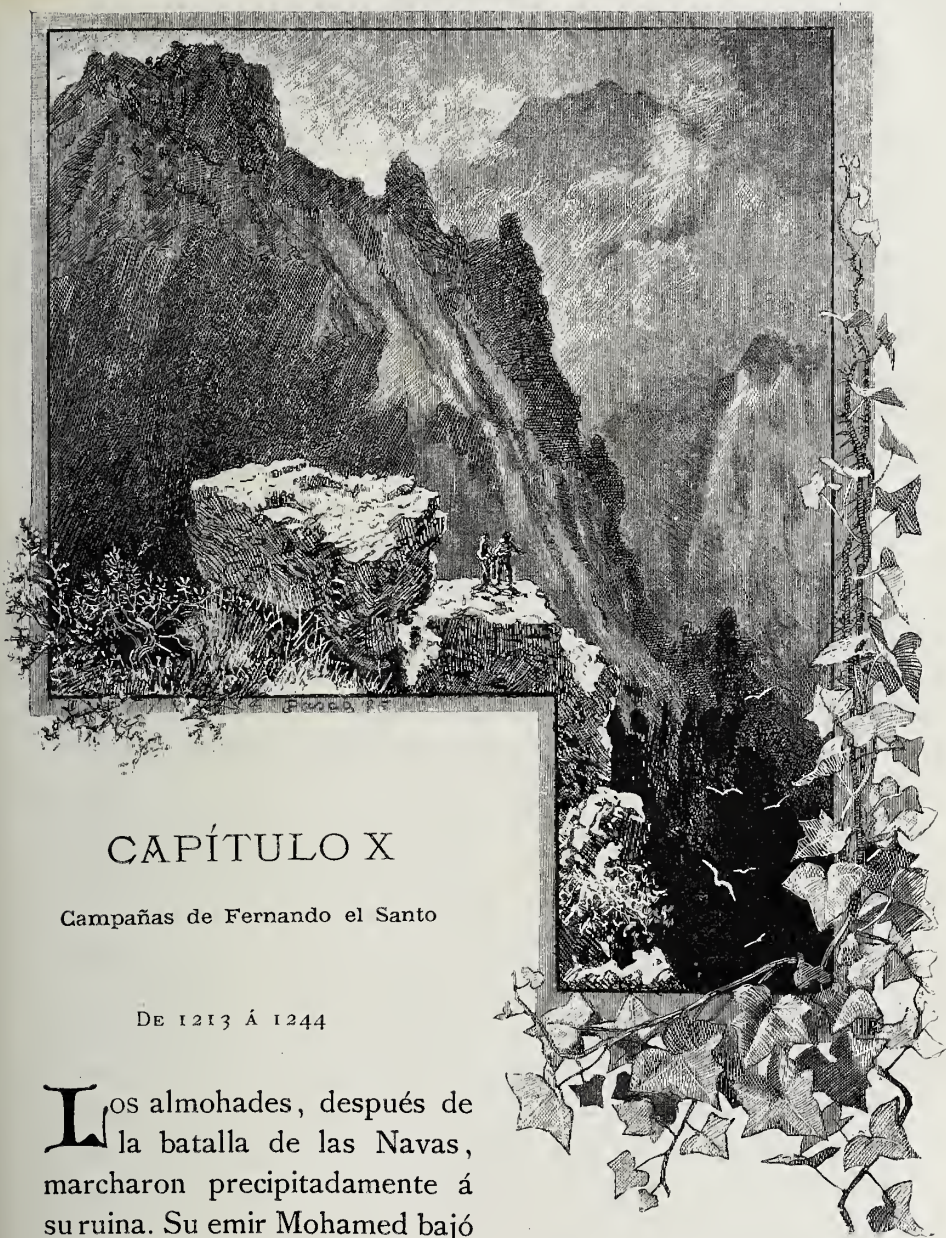 CAPÍTULO X
Campañas de Fernando el Santo
DE 1213 Á 1244
Los almohades, después de
la batalla de las Navas,
marcharon precipitadamente á
su ruina. Su emir Mohamed bajó